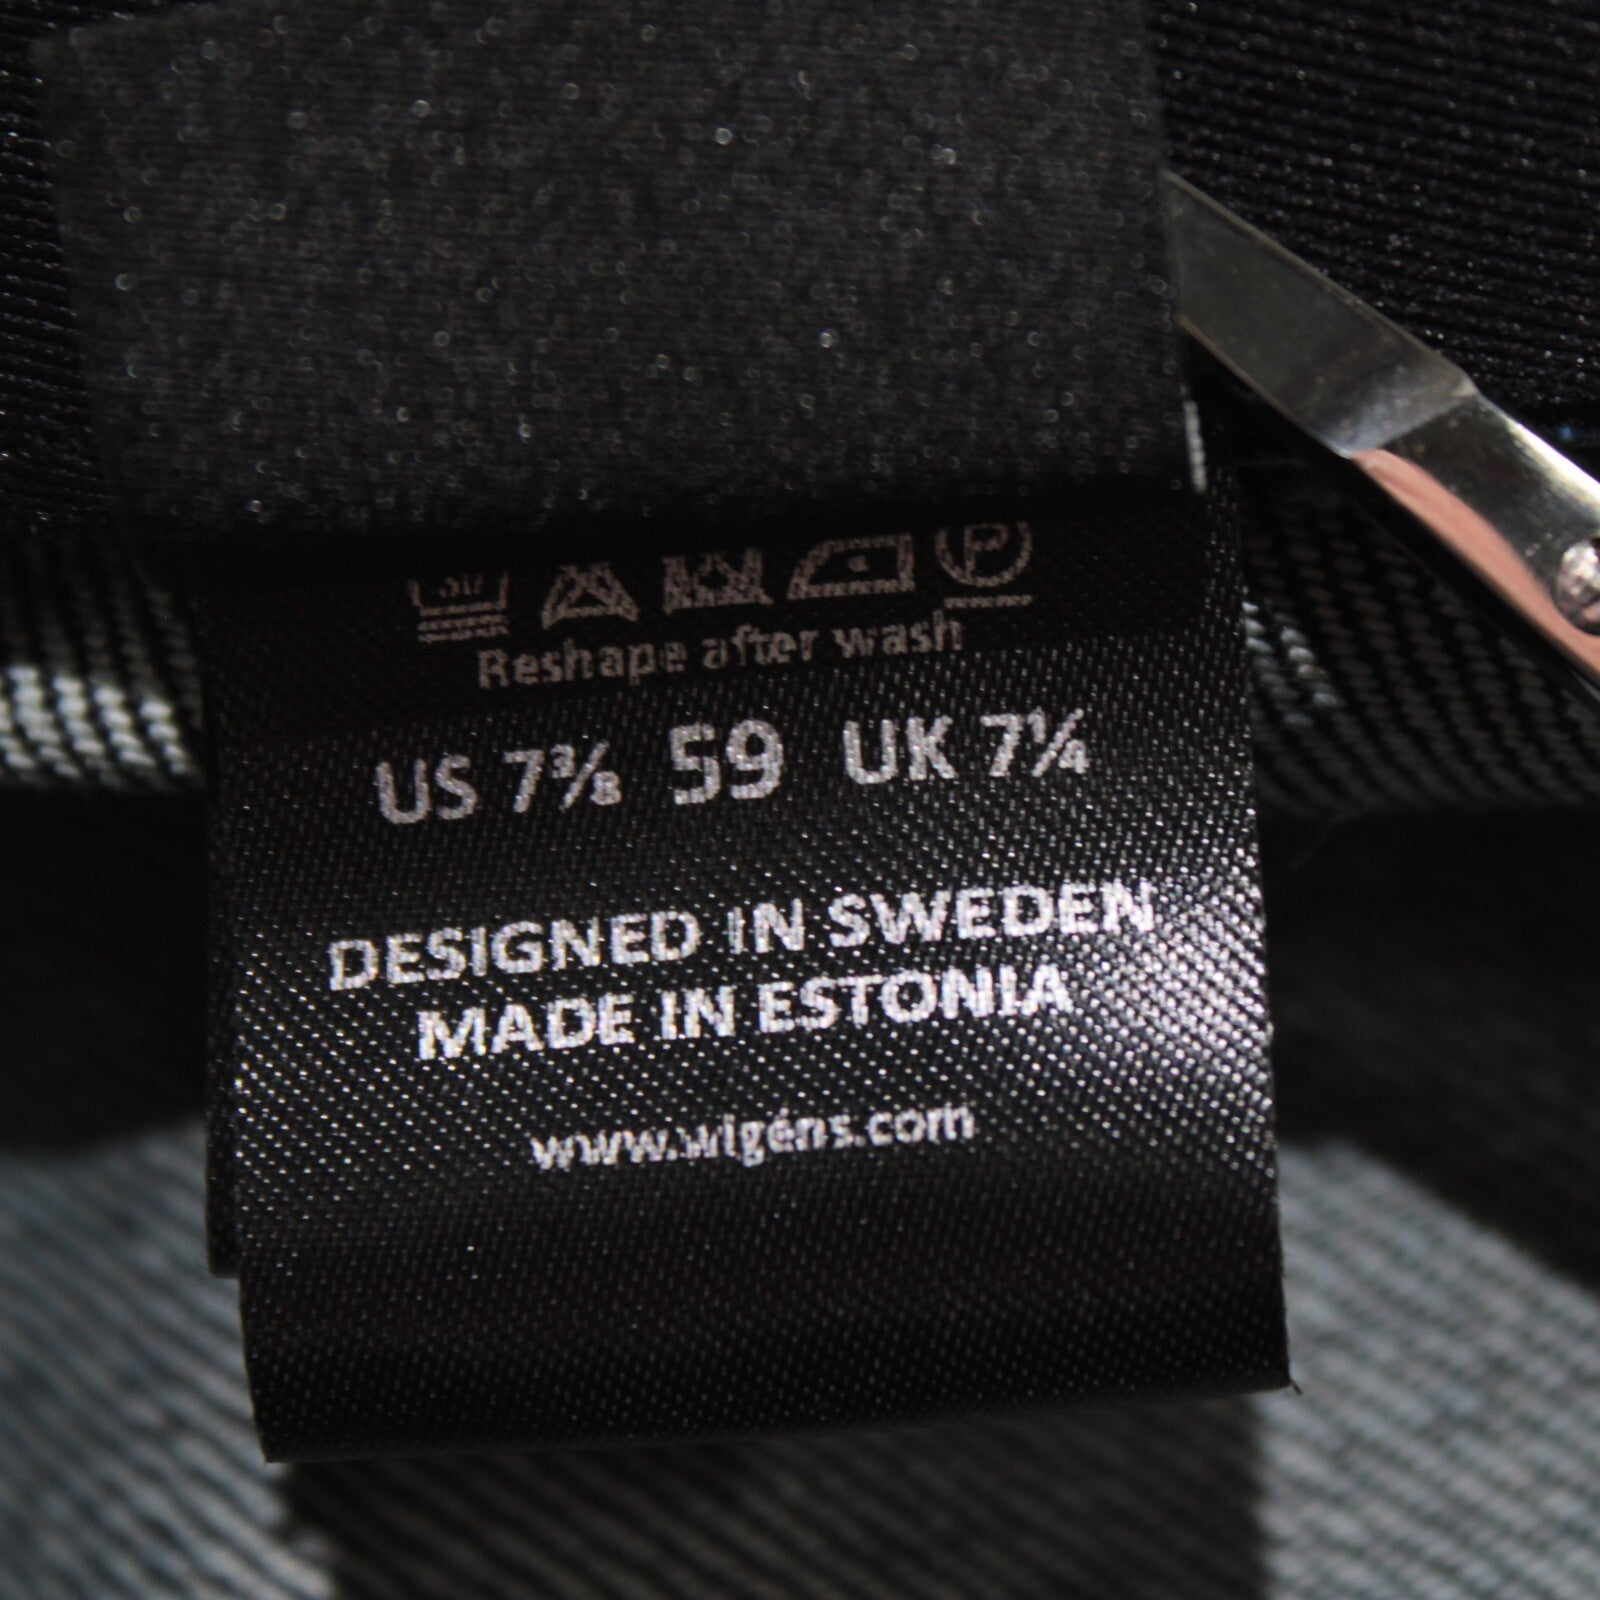 30
P
Reshape after wash
US 7⅜ 59 UK 7¼
DESIGNED IN SWEDEN
MADE IN ESTONIA
www.wigens.com